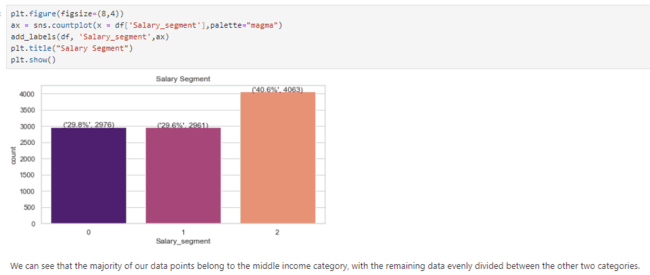 plt.figure(figsize=(8,4))
ax = sns.countplot(x = df['Salary_segment'],palette="magma")
add_labels(df, 'Salary_segment',ax)
plt.title("Salary Segment")
plt.show()
Salary Segment
4000
3500
3000
2500
2000
1500
1000
500
0
count
('29.8%', 2976)
('29.6%', 2961)
('40.6%', 4063)
0
1
2
Salary_segment
We can see that the majority of our data points belong to the middle income category, with the remaining data evenly divided between the other two categories.